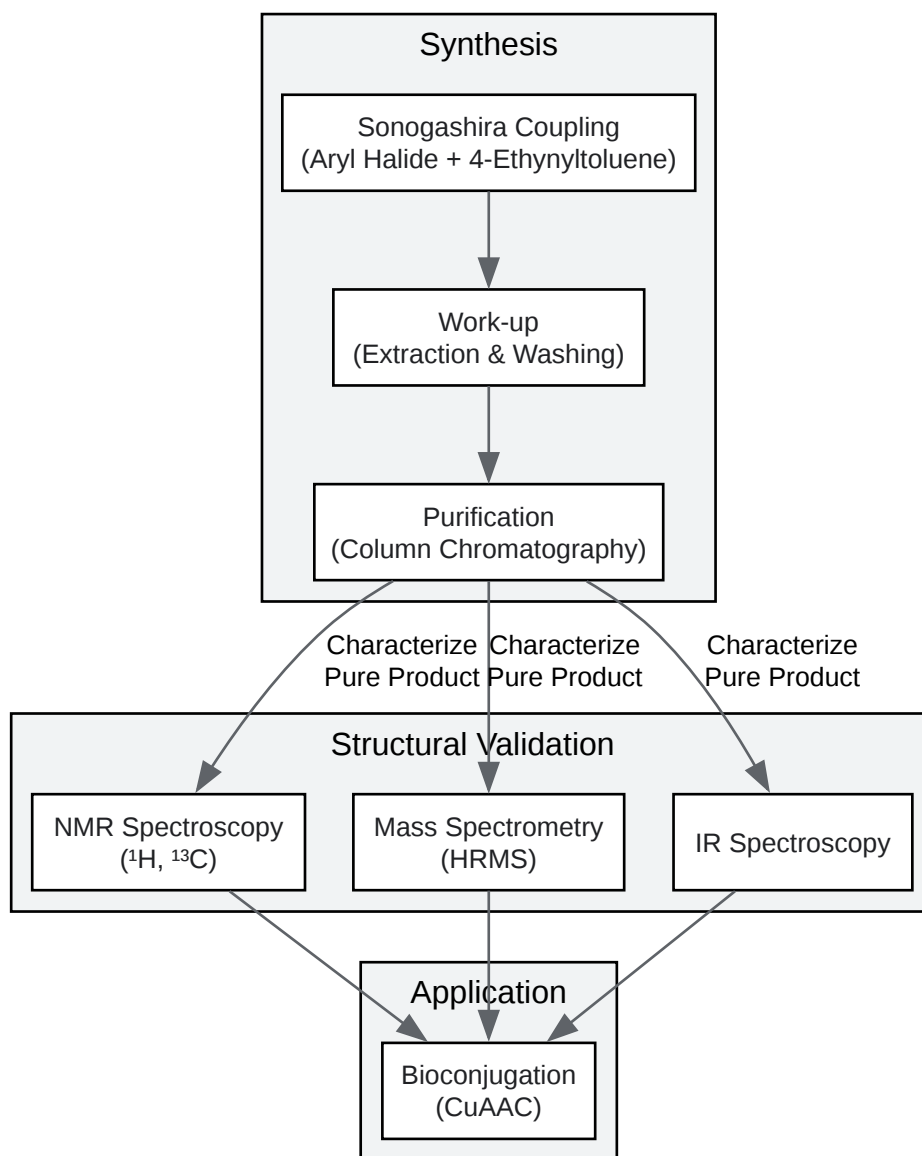 Synthesis
Sonogashira Coupling
(Aryl Halide + 4-Ethynyltoluene)
Work-up
(Extraction & Washing)
Purification
(Column Chromatography)
Characterize
Pure Product
Characterize
Pure Product
Characterize
Pure Product
Structural Validation
NMR Spectroscopy
(¹H, ¹³C)
Mass Spectrometry
(HRMS)
IR Spectroscopy
Application
Bioconjugation
(CuAAC)